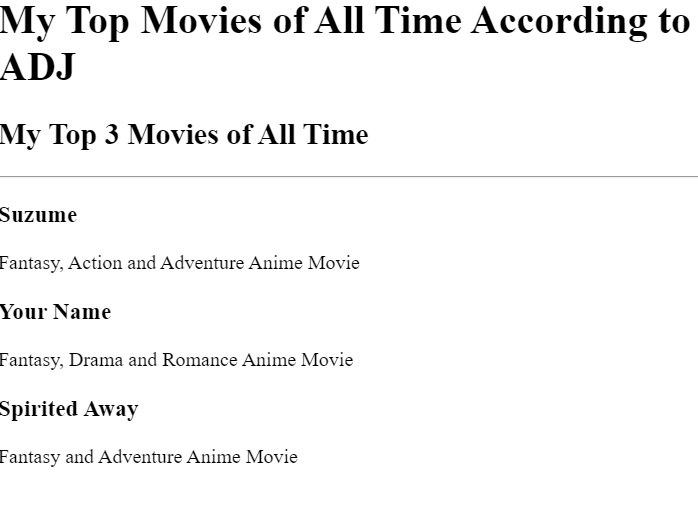 My Top Movies of All Time According to
ADJ
My Top 3 Movies of All Time
Suzume
Fantasy, Action and Adventure Anime Movie
Your Name
Fantasy, Drama and Romance Anime Movie
Spirited Away
Fantasy and Adventure Anime Movie